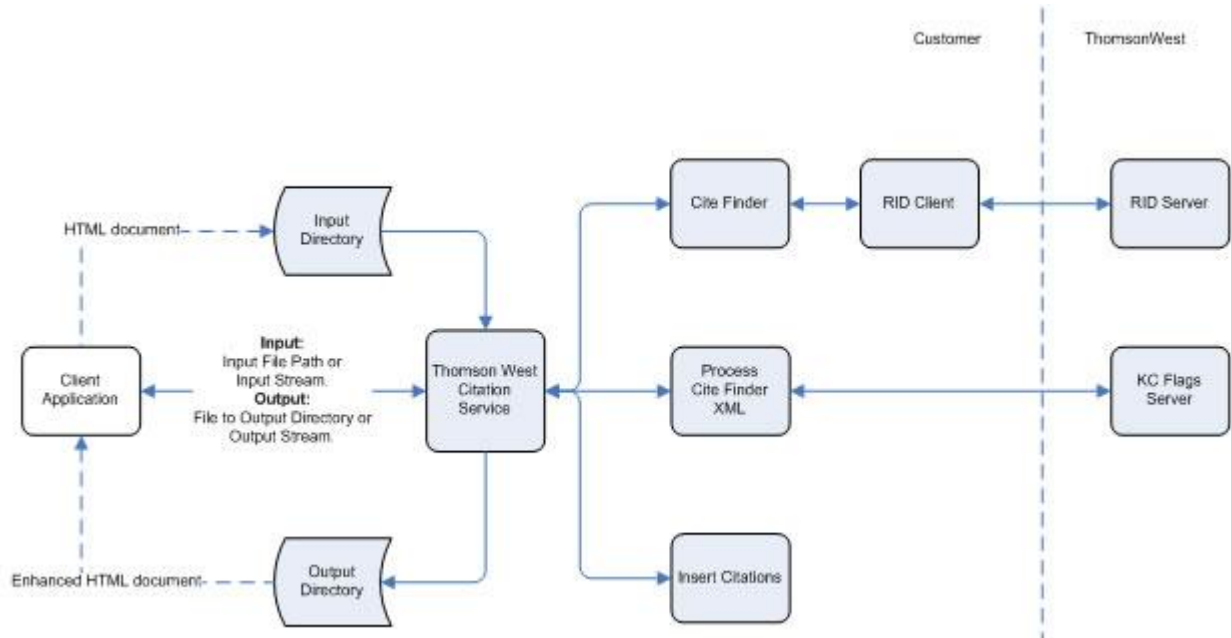 Customer
ThomsonWest
Cite Finder
RID Client
RID Server
HTML document
Input
Directory
Input:
Input File Path or
Input Stream.
Output:
File to Output Directory or
Output Stream.
Client
Application
Thomson West
Citation
Service
Process
Cite Finder
XML
KC Flags
Server
Enhanced HTML document
Output
Directory
Insert Citations